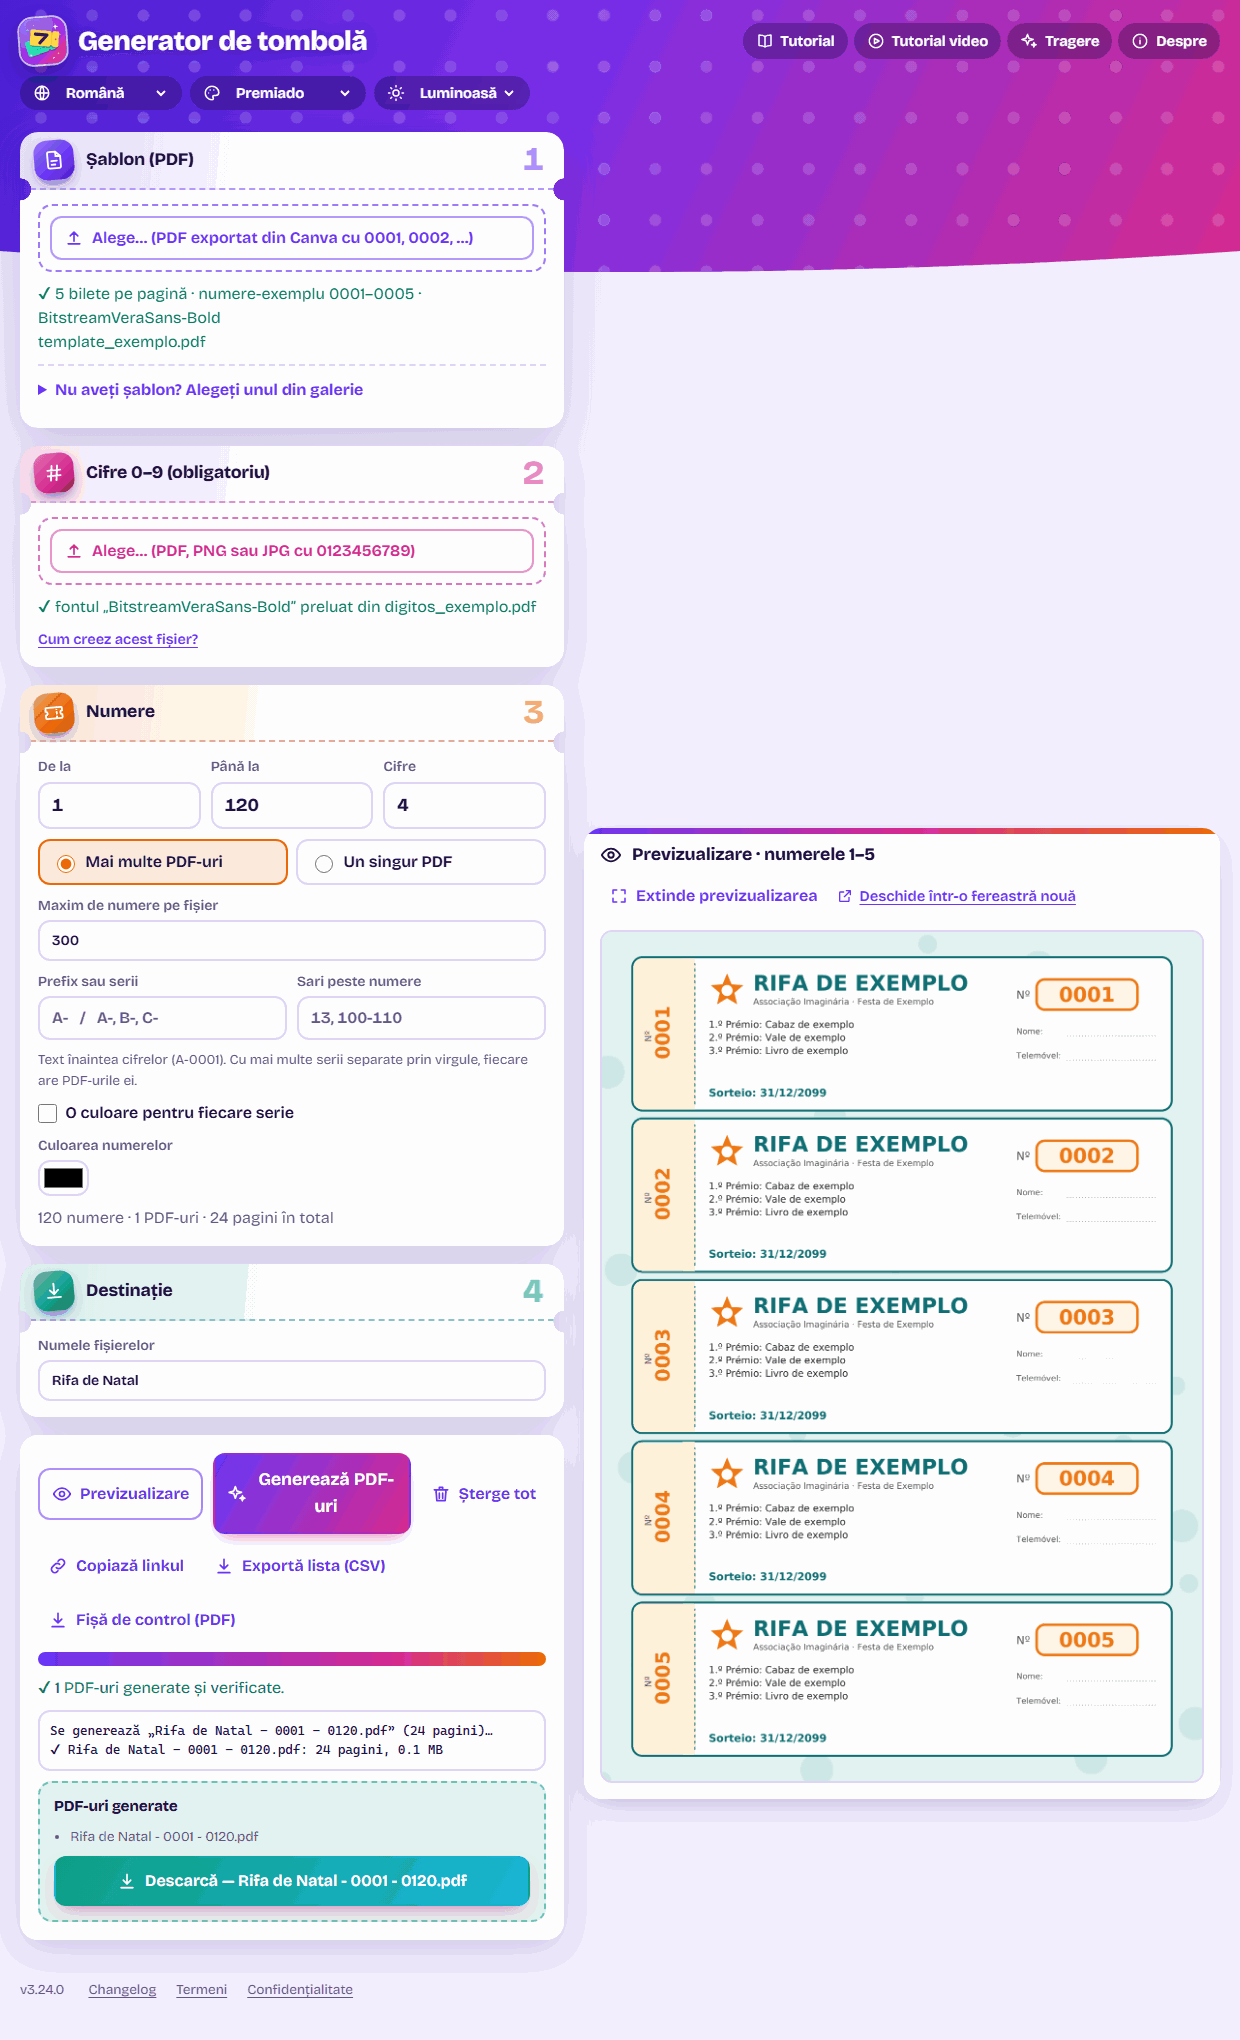 Generator de tombolă
Tutorial
Tutorial video
Tragere
Despre
Română
Premiado
Luminoasă
Șablon (PDF)
1
Alege... (PDF exportat din Canva cu 0001, 0002, ...)
✓ 5 bilete pe pagină · numere-exemplu 0001–0005 ·
BitstreamVeraSans-Bold
template_exemplo.pdf
Nu aveți șablon? Alegeți unul din galerie
Cifre 0–9 (obligatoriu)
2
Alege... (PDF, PNG sau JPG cu 0123456789)
✓ fontul „BitstreamVeraSans-Bold” preluat din digitos_exemplo.pdf
Cum creez acest fișier?
Numere
3
De la
Până la
Cifre
1
120
4
Mai multe PDF-uri
Un singur PDF
Maxim de numere pe fișier
300
Prefix sau serii
Sari peste numere
A- / A-, B-, C-
13, 100-110
Text înaintea cifrelor (A-0001). Cu mai multe serii separate prin virgule, fiecare
are PDF-urile ei.
O culoare pentru fiecare serie
Culoarea numerelor
120 numere · 1 PDF-uri · 24 pagini în total
Destinație
4
Numele fișierelor
Rifa de Natal
Previzualizare
Generează PDF-
uri
Șterge tot
Copiază linkul
Exportă lista (CSV)
Fișă de control (PDF)
✓ 1 PDF-uri generate și verificate.
Se generează „Rifa de Natal – 0001 – 0120.pdf” (24 pagini)…
✓ Rifa de Natal – 0001 – 0120.pdf: 24 pagini, 0.1 MB
PDF-uri generate
• Rifa de Natal - 0001 - 0120.pdf
Descarcă — Rifa de Natal - 0001 - 0120.pdf
v3.24.0
Changelog
Termeni
Confidențialitate
Previzualizare · numerele 1–5
Extinde previzualizarea
Deschide într-o fereastră nouă
Nº 0001
RIFA DE EXEMPLO
Associação Imaginária · Festa de Exemplo
1.º Prémio: Cabaz de exemplo
2.º Prémio: Vale de exemplo
3.º Prémio: Livro de exemplo
Sorteio: 31/12/2099
Nº 0001
Nome:
Telemóvel:
Nº 0002
RIFA DE EXEMPLO
Associação Imaginária · Festa de Exemplo
1.º Prémio: Cabaz de exemplo
2.º Prémio: Vale de exemplo
3.º Prémio: Livro de exemplo
Sorteio: 31/12/2099
Nº 0002
Nome:
Telemóvel:
Nº 0003
RIFA DE EXEMPLO
Associação Imaginária · Festa de Exemplo
1.º Prémio: Cabaz de exemplo
2.º Prémio: Vale de exemplo
3.º Prémio: Livro de exemplo
Sorteio: 31/12/2099
Nº 0003
Nome:
Telemóvel:
Nº 0004
RIFA DE EXEMPLO
Associação Imaginária · Festa de Exemplo
1.º Prémio: Cabaz de exemplo
2.º Prémio: Vale de exemplo
3.º Prémio: Livro de exemplo
Sorteio: 31/12/2099
Nº 0004
Nome:
Telemóvel:
Nº 0005
RIFA DE EXEMPLO
Associação Imaginária · Festa de Exemplo
1.º Prémio: Cabaz de exemplo
2.º Prémio: Vale de exemplo
3.º Prémio: Livro de exemplo
Sorteio: 31/12/2099
Nº 0005
Nome:
Telemóvel: